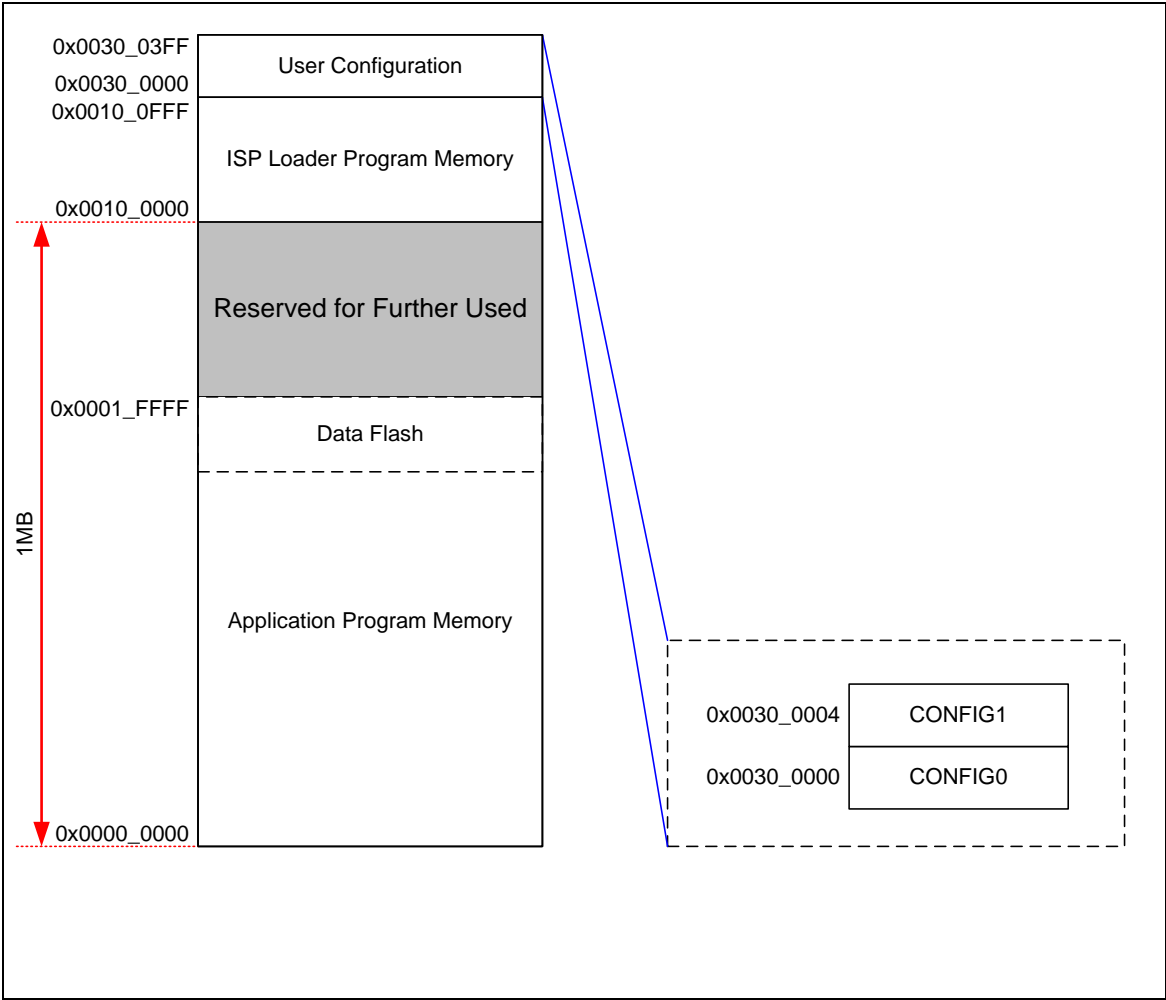 0x0030_03FF
User Configuration
0x0030_0000
0x0010_0FFF
ISP Loader Program Memory
0x0010_0000
Reserved for Further Used
0x0001_FFFF
Data Flash
1MB
Application Program Memory
0x0000_0000
0x0030_0004
CONFIG1
0x0030_0000
CONFIG0